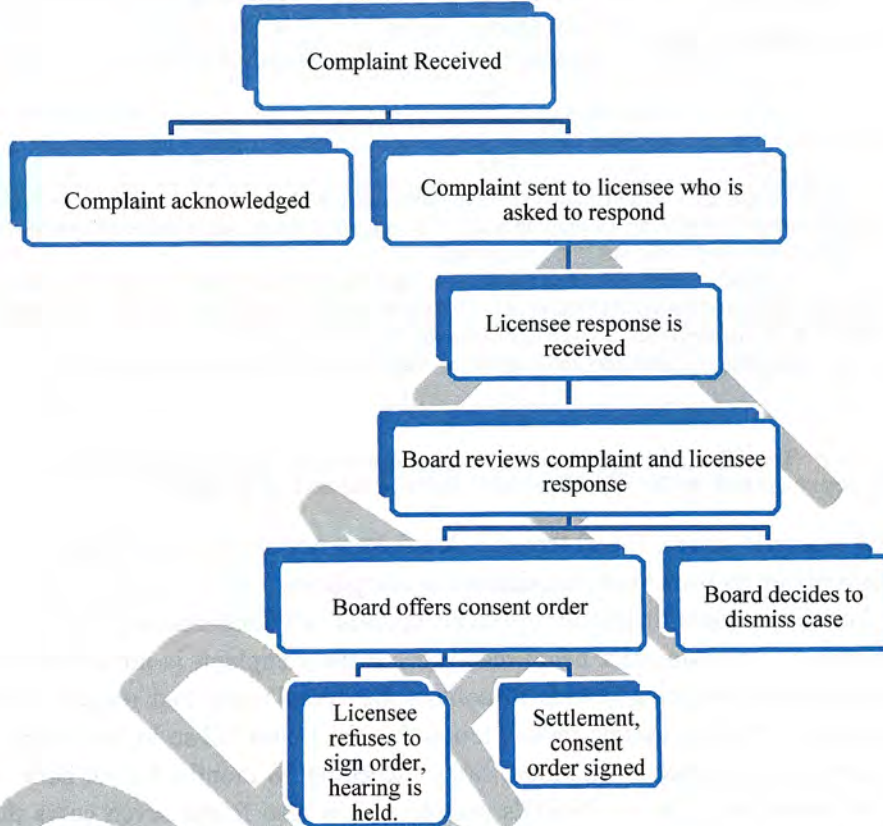 Complaint Received
Complaint acknowledged
Complaint sent to licensee who is
asked to respond
Licensee response is
received
Board reviews complaint and licensee
response
Board offers consent order
Board decides to
dismiss case
Licensee
refuses to
sign order,
hearing is
held.
Settlement,
consent
order signed